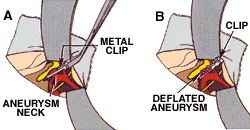 A
METAL
CLIP
ANEURYSM
NECK
B
CLIP
DEFLATED
ANEURYSM